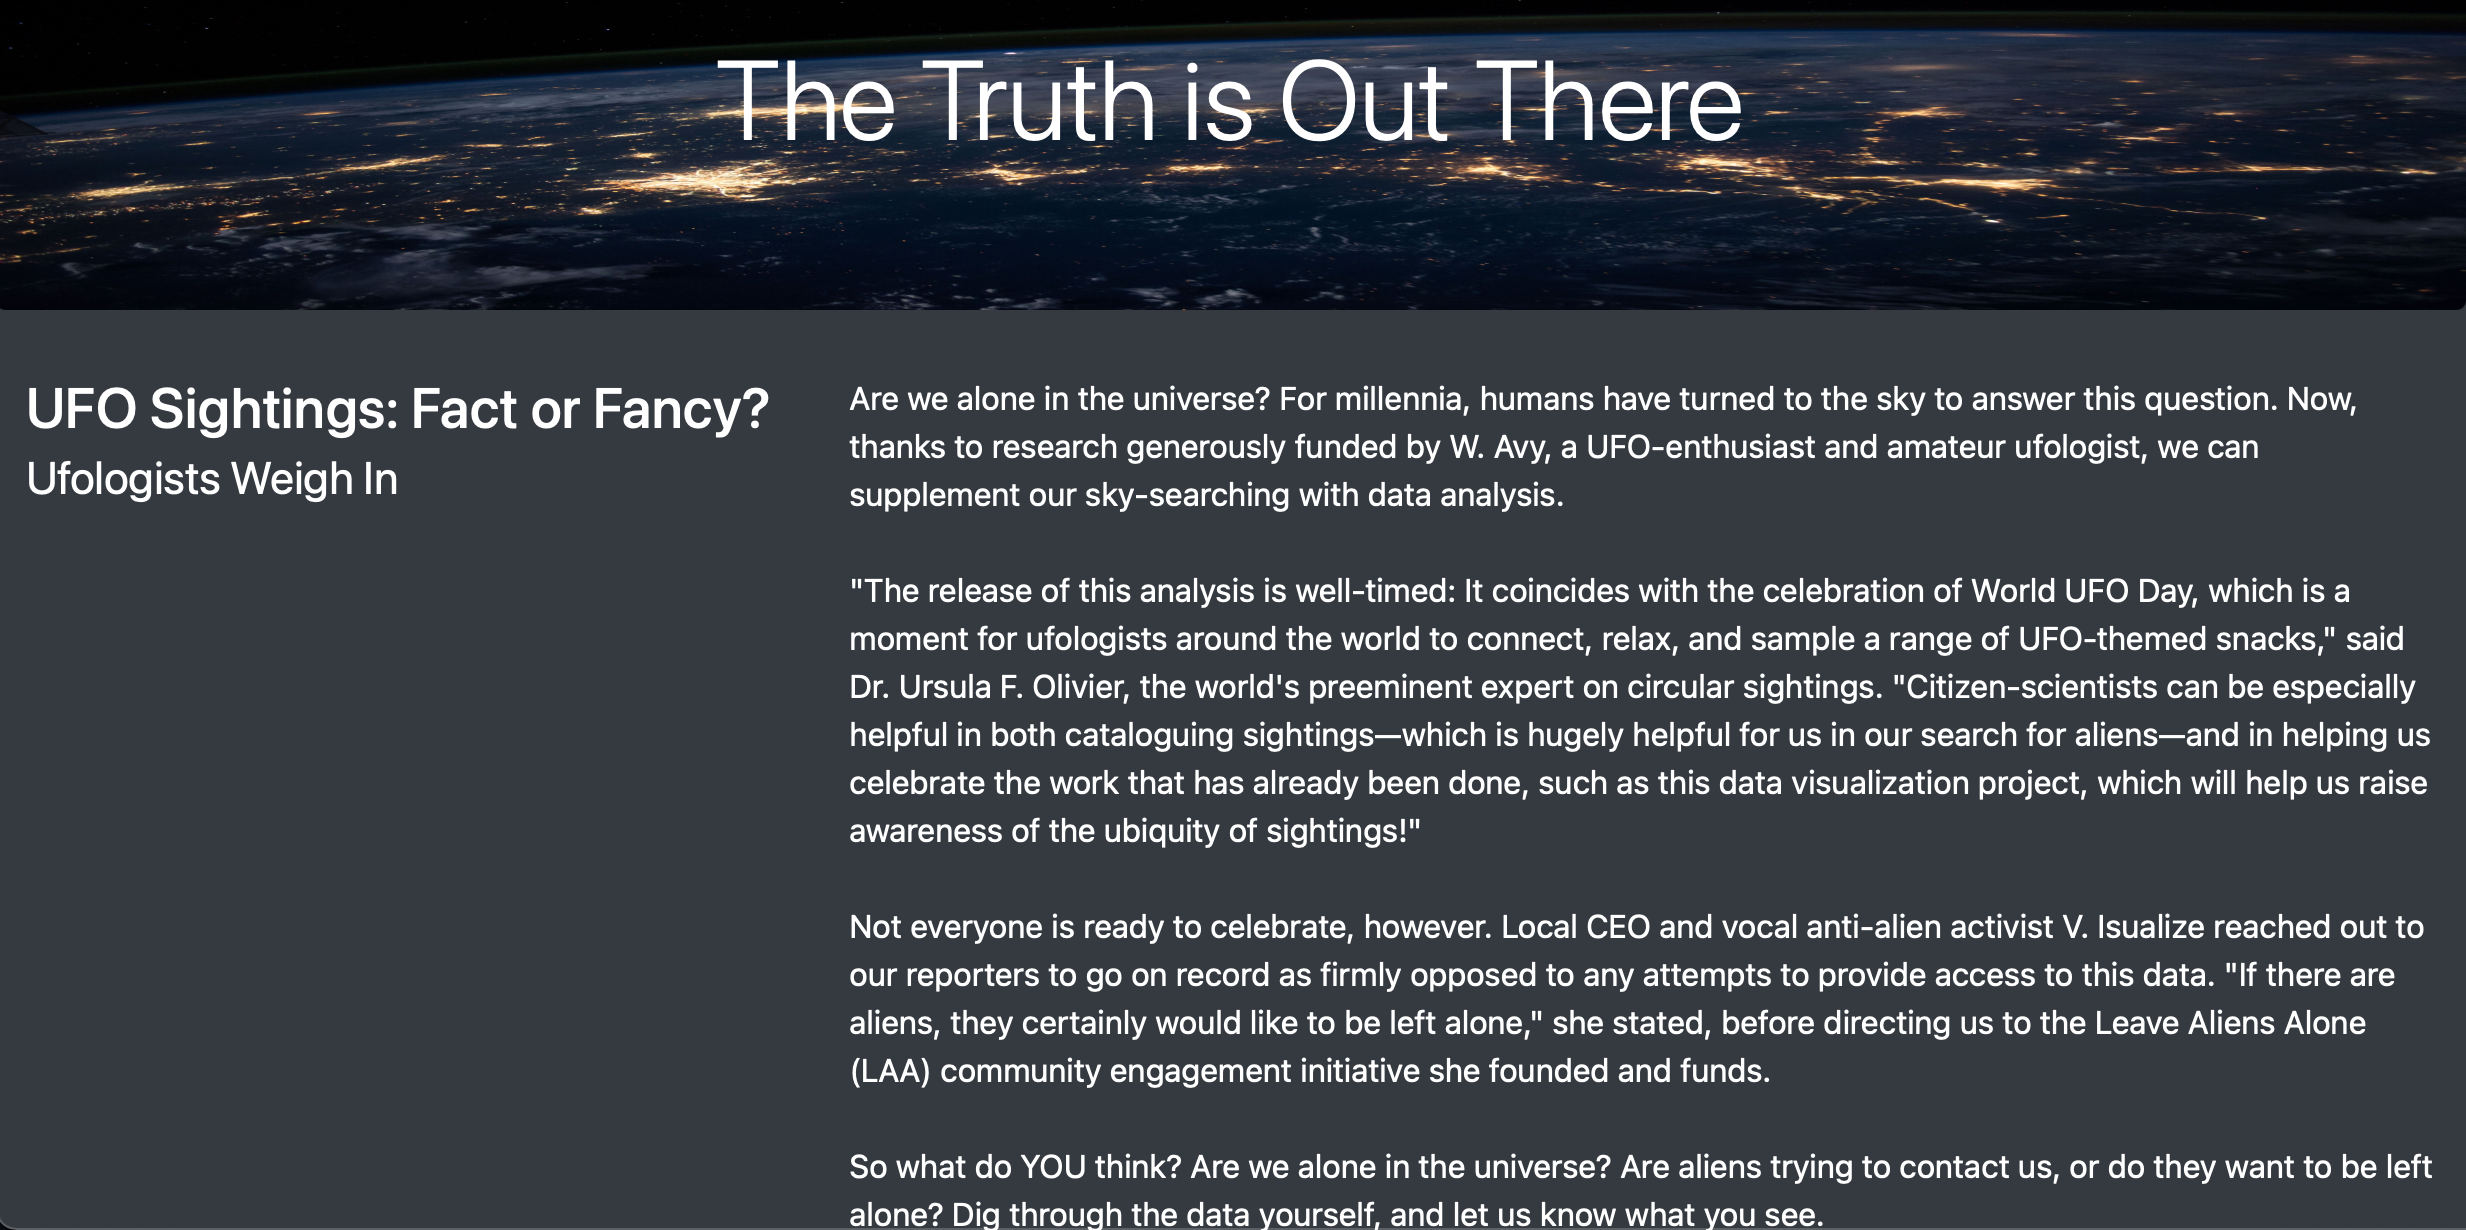 The Truth is Out There
UFO Sightings: Fact or Fancy?
Ufologists Weigh In
Are we alone in the universe? For millennia, humans have turned to the sky to answer this question. Now,
thanks to research generously funded by W. Avy, a UFO-enthusiast and amateur ufologist, we can
supplement our sky-searching with data analysis.
"The release of this analysis is well-timed: It coincides with the celebration of World UFO Day, which is a
moment for ufologists around the world to connect, relax, and sample a range of UFO-themed snacks," said
Dr. Ursula F. Olivier, the world's preeminent expert on circular sightings. "Citizen-scientists can be especially
helpful in both cataloguing sightings—which is hugely helpful for us in our search for aliens—and in helping us
celebrate the work that has already been done, such as this data visualization project, which will help us raise
awareness of the ubiquity of sightings!"
Not everyone is ready to celebrate, however. Local CEO and vocal anti-alien activist V. Isualize reached out to
our reporters to go on record as firmly opposed to any attempts to provide access to this data. "If there are
aliens, they certainly would like to be left alone," she stated, before directing us to the Leave Aliens Alone
(LAA) community engagement initiative she founded and funds.
So what do YOU think? Are we alone in the universe? Are aliens trying to contact us, or do they want to be left
alone? Dig through the data yourself, and let us know what you see.